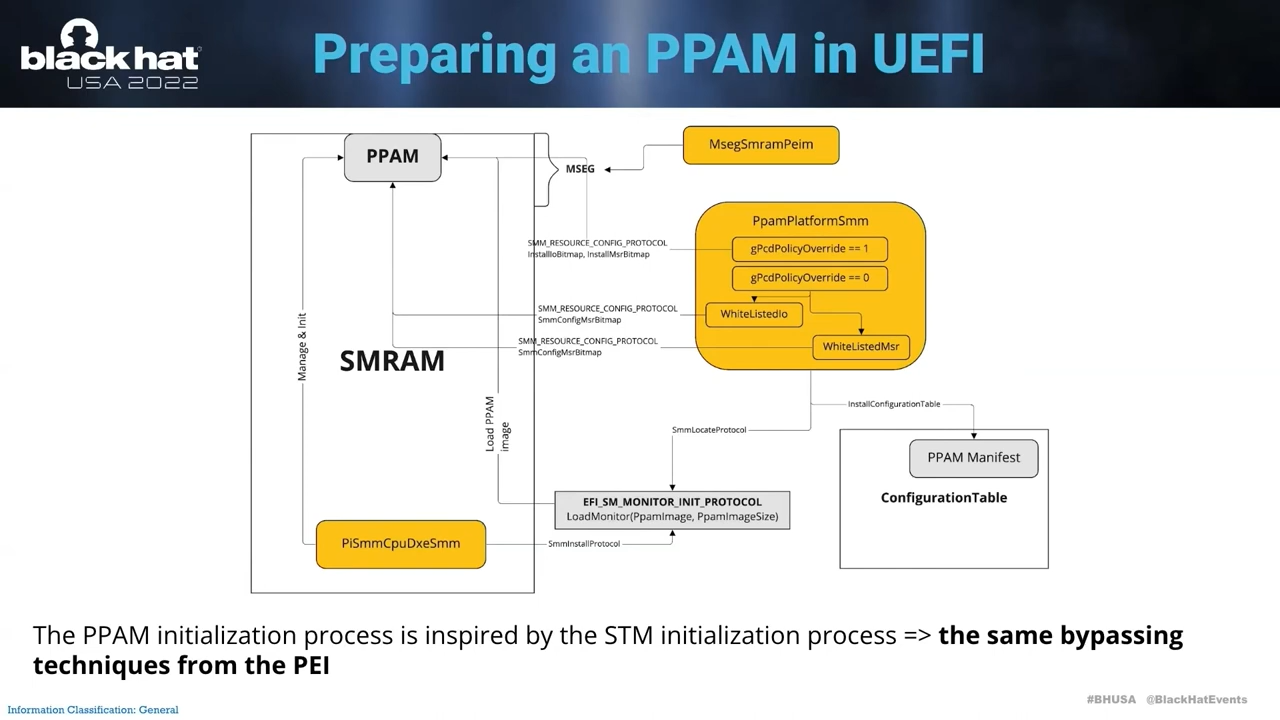 black hat
USA 2022
Preparing an PPAM in UEFI
PPAM
MSEG
MsegSmramPeim
PpamPlatformSmm
gPcdPolicyOverride == 1
SMM_RESOURCE_CONFIG_PROTOCOL
InstallIoBitmap, InstallMsrBitmap
gPcdPolicyOverride == 0
SMM_RESOURCE_CONFIG_PROTOCOL
SmmConfigMsrBitmap
WhiteListedIo
SMM_RESOURCE_CONFIG_PROTOCOL
SmmConfigMsrBitmap
WhiteListedMsr
Manage & Init
SMRAM
Load PPAM
image
InstallConfigurationTable
SmmLocateProtocol
PPAM Manifest
ConfigurationTable
EFI_SM_MONITOR_INIT_PROTOCOL
LoadMonitor(PpamImage, PpamImageSize)
PiSmmCpuDxeSmm
SmmInstallProtocol
The PPAM initialization process is inspired by the STM initialization process => the same bypassing
techniques from the PEI
#BHUSA @BlackHatEvents
Information Classification: General